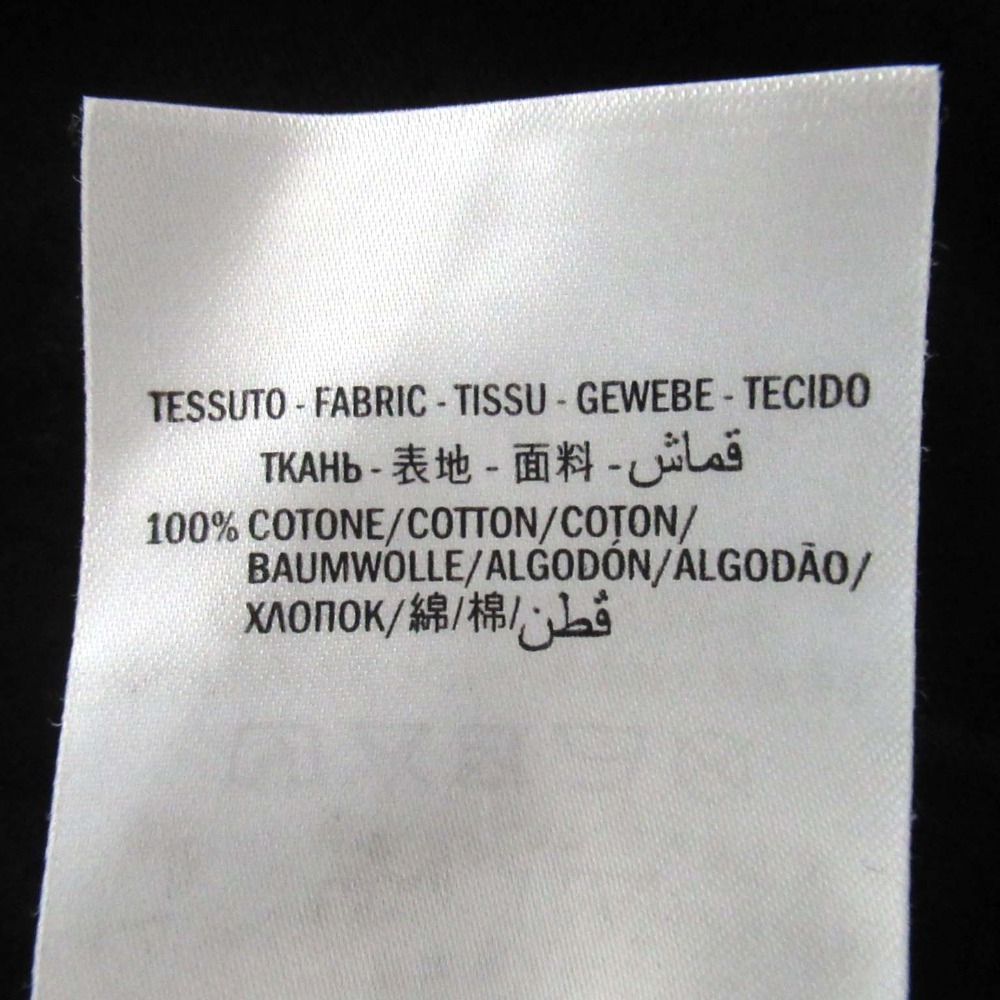 TESSUTO - FABRIC - TISSU - GEWEBE - TECIDO
ТКАНЬ - 表地 - 面料 - قماش
100% COTONE/COTTON/COTON/
BAUMWOLLE/ALGODÓN/ALGODÃO/
ХЛОПОК/綿/棉/قُطن